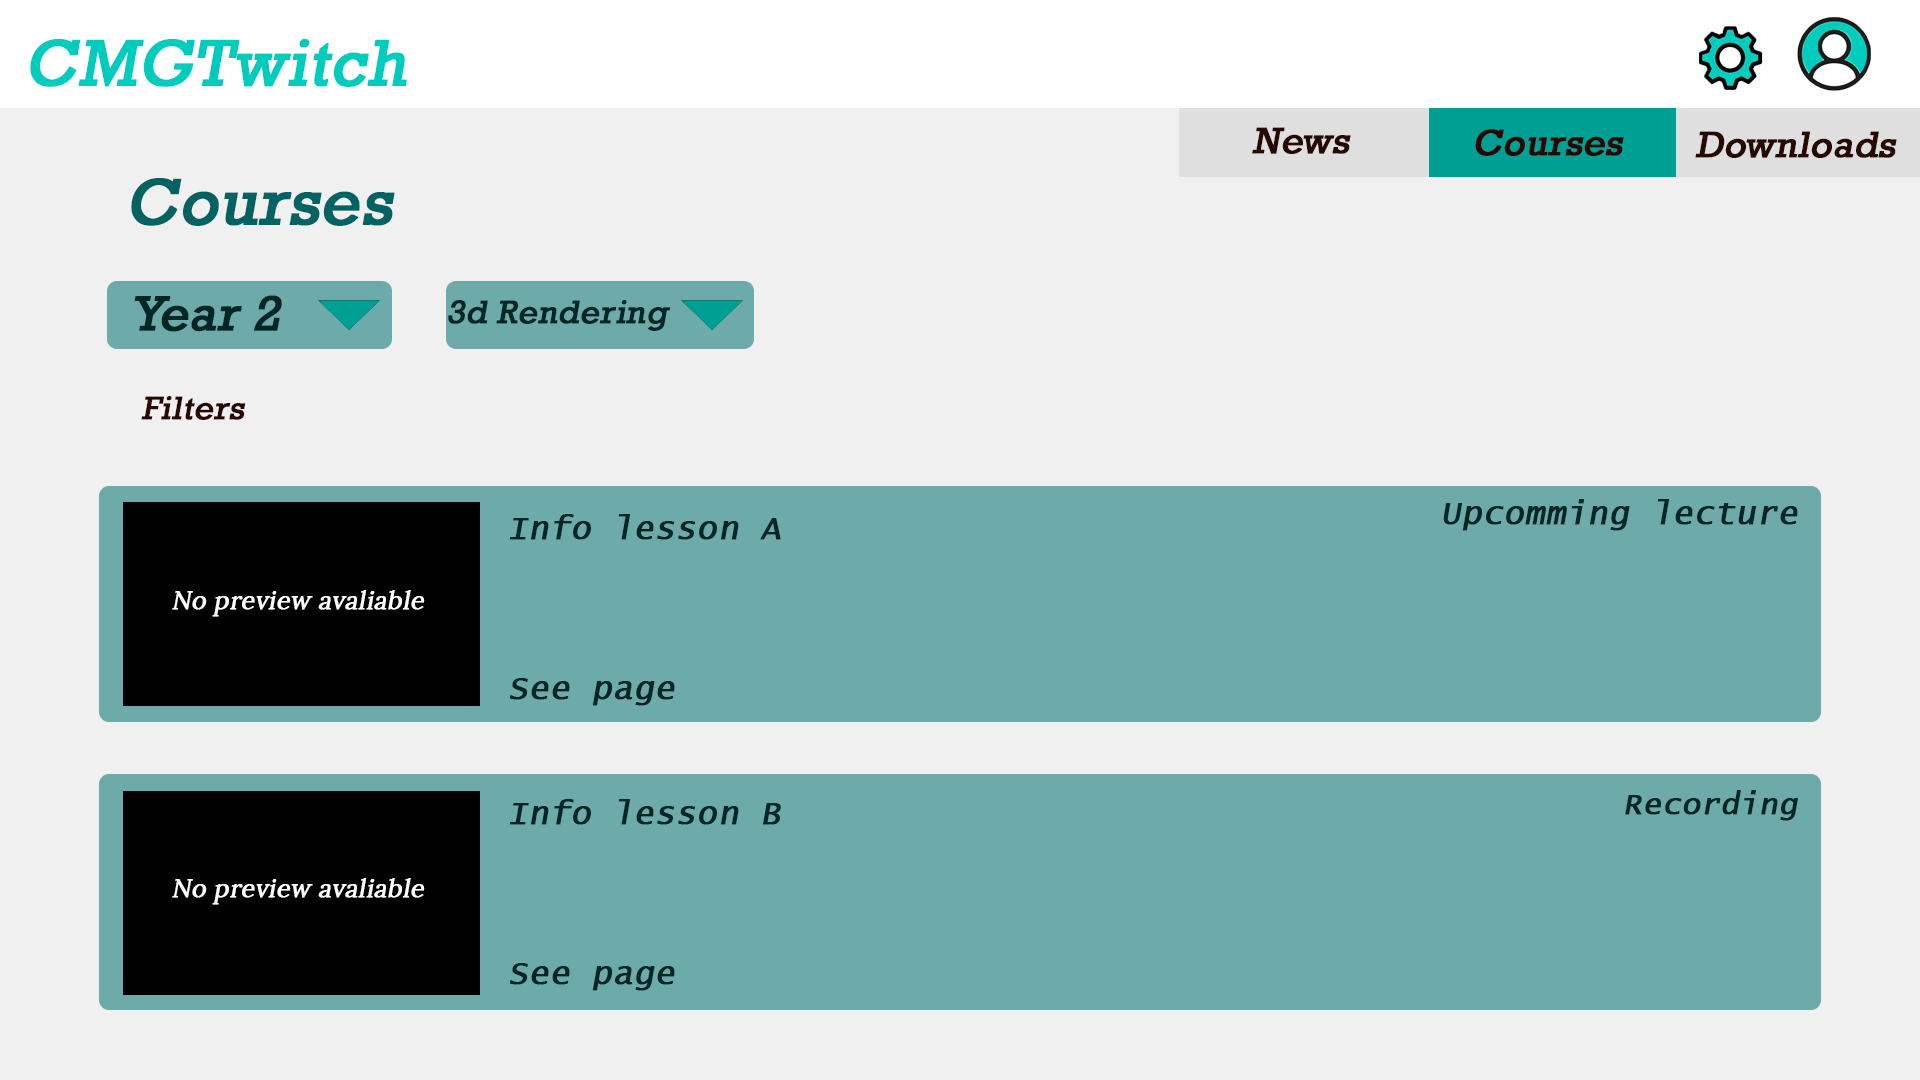 CMGTwitch
News
Courses
Downloads
Courses
Year 2
3d Rendering
Filters
No preview avaliable
Info lesson A
Upcomming lecture
See page
No preview avaliable
Info lesson B
Recording
See page